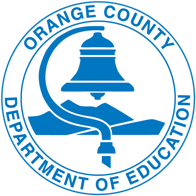 ORANGE COUNTY
DEPARTMENT OF EDUCATION